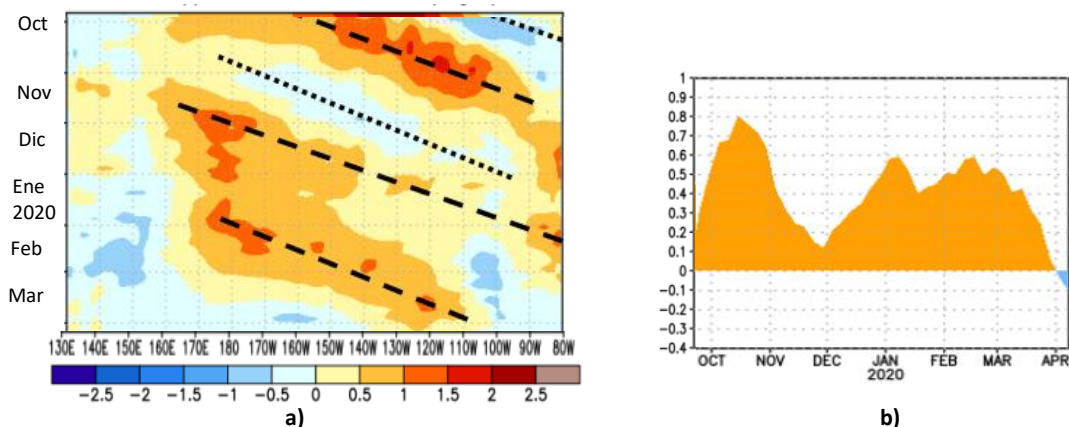 Oct
Nov
Dic
Ene
2020
Feb
Mar
130E 140E 150E 160E 170E 180 170W 160W 150W 140W 130W 120W 110W 100W 90W 80W
−2.5 −2 −1.5 −1 −0.5 0 0.5 1 1.5 2 2.5
a)
1
0.9
0.8
0.7
0.6
0.5
0.4
0.3
0.2
0.1
0
−0.1
−0.2
−0.3
−0.4
OCT NOV DEC JAN FEB MAR APR
2020
b)